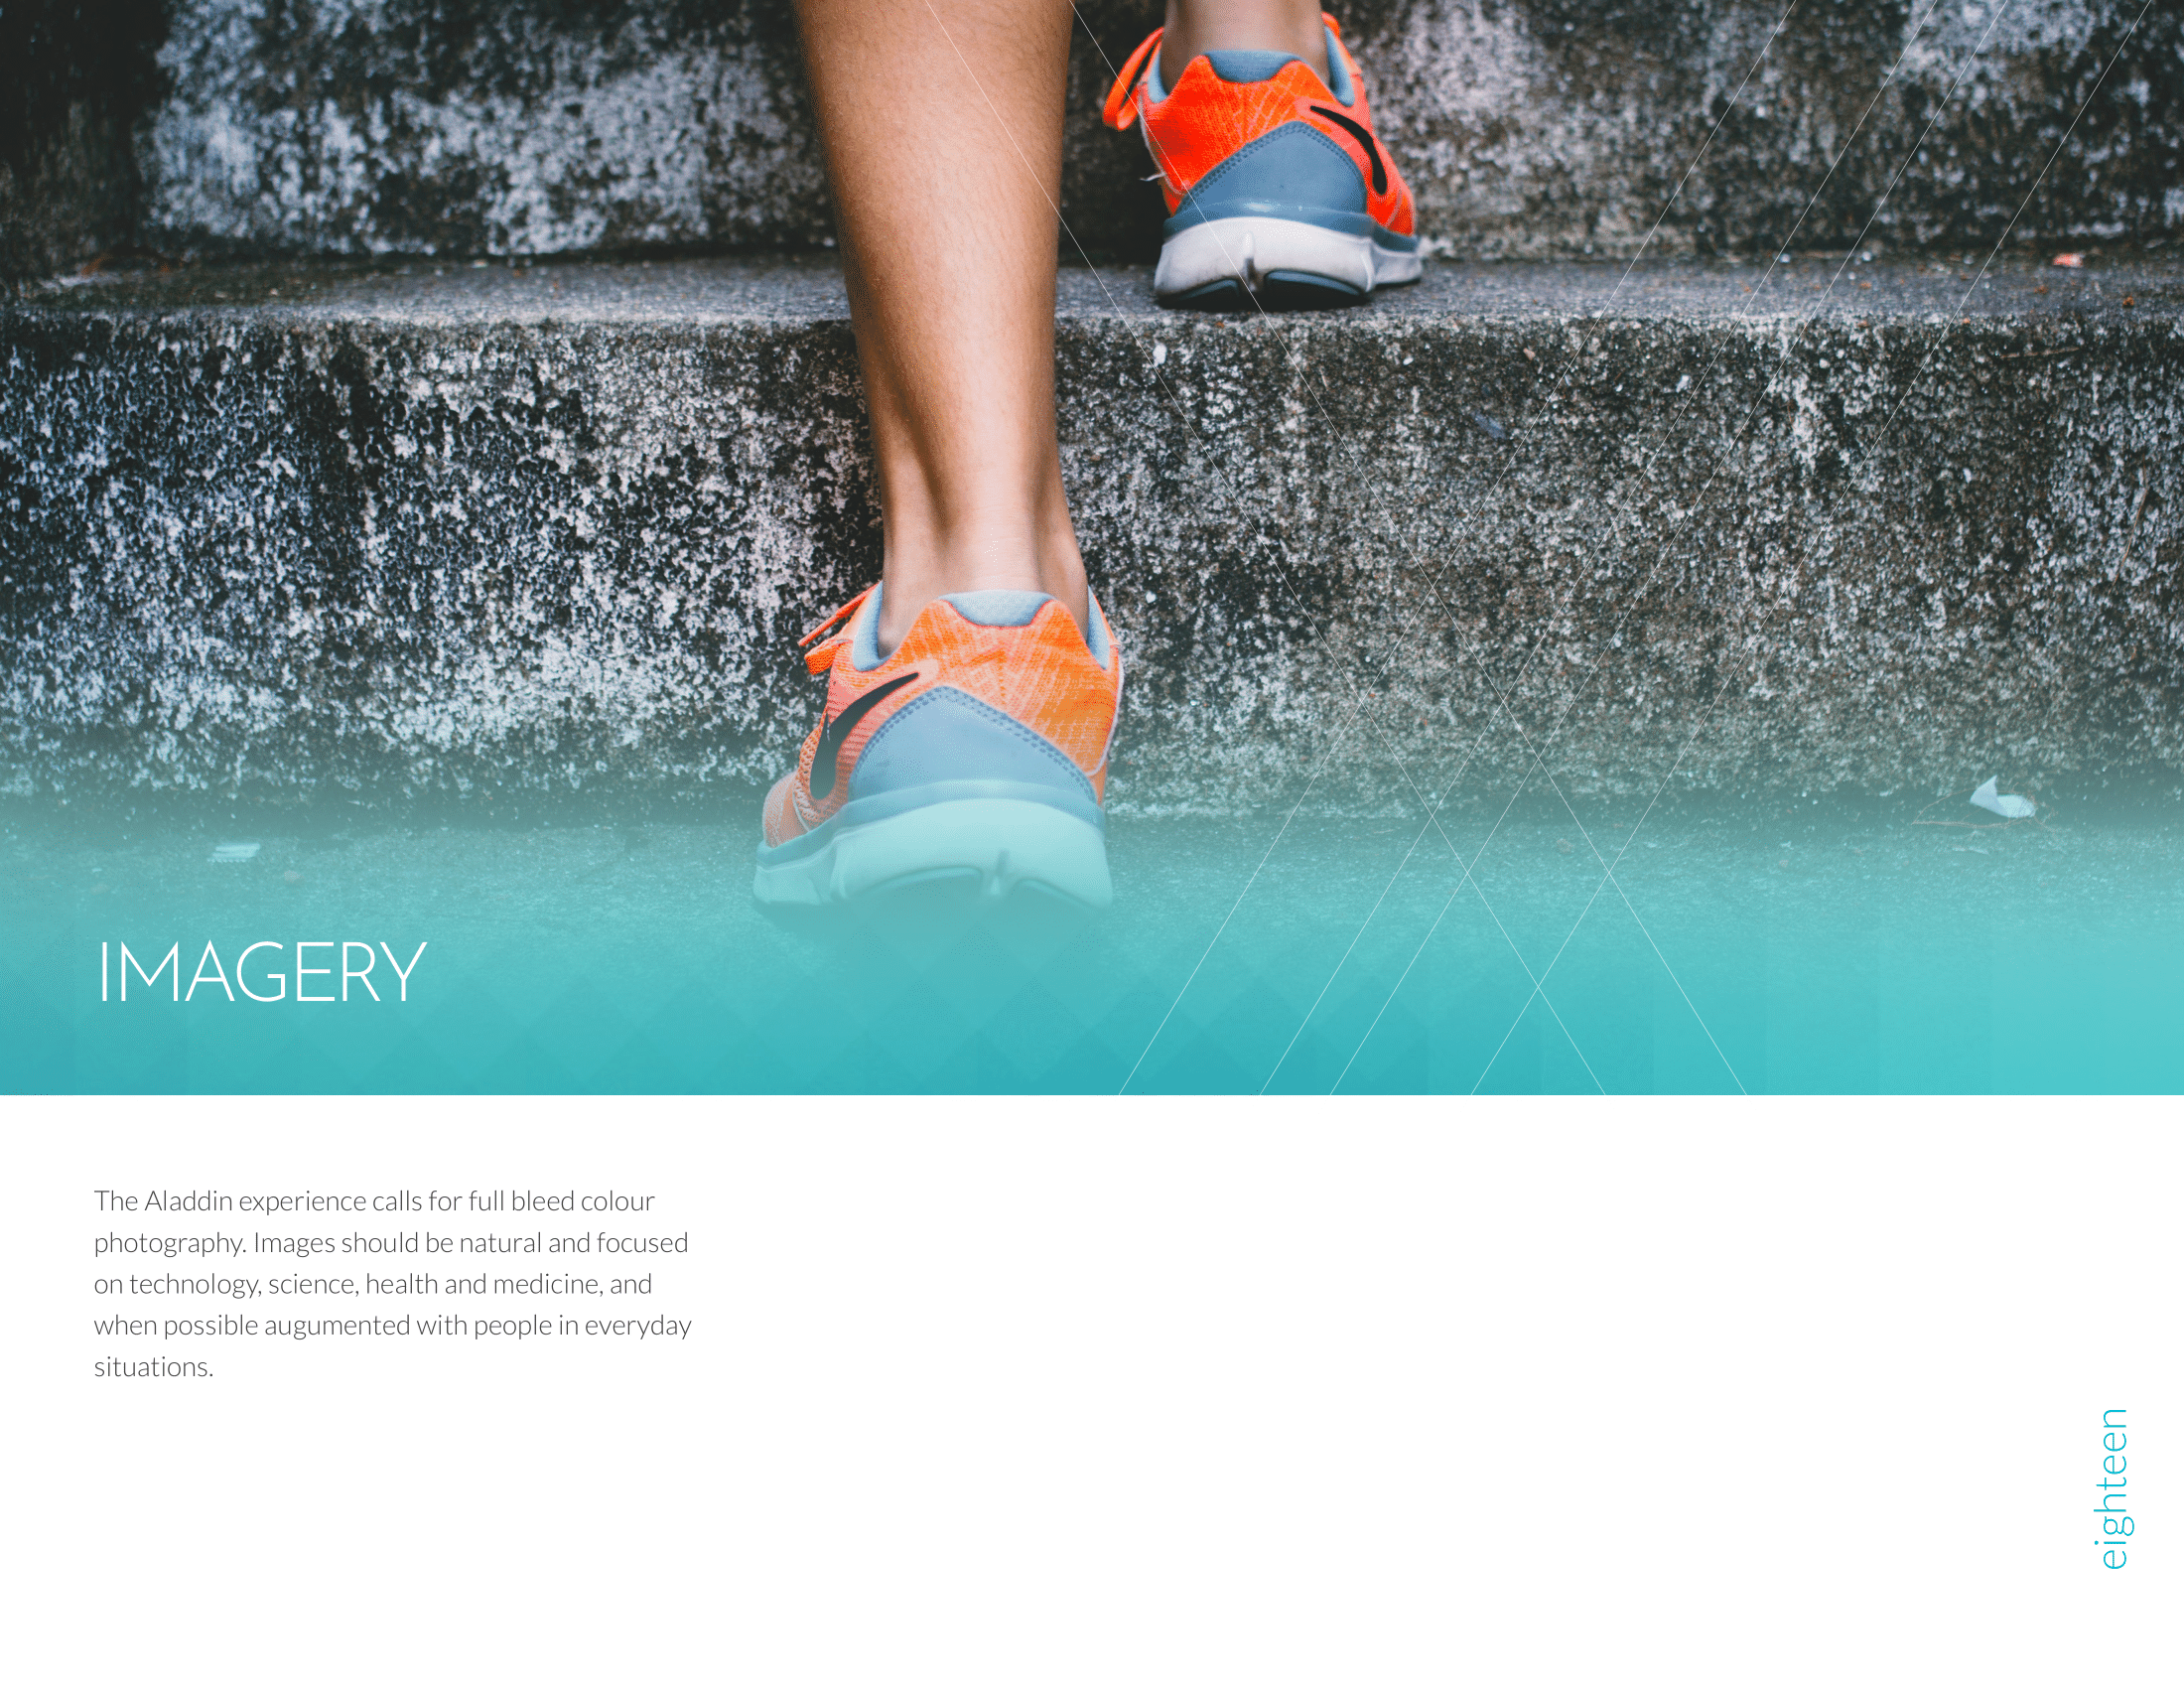 IMAGERY
The Aladdin experience calls for full bleed colour
photography. Images should be natural and focused
on technology, science, health and medicine, and
when possible augumented with people in everyday
situations.
eighteen